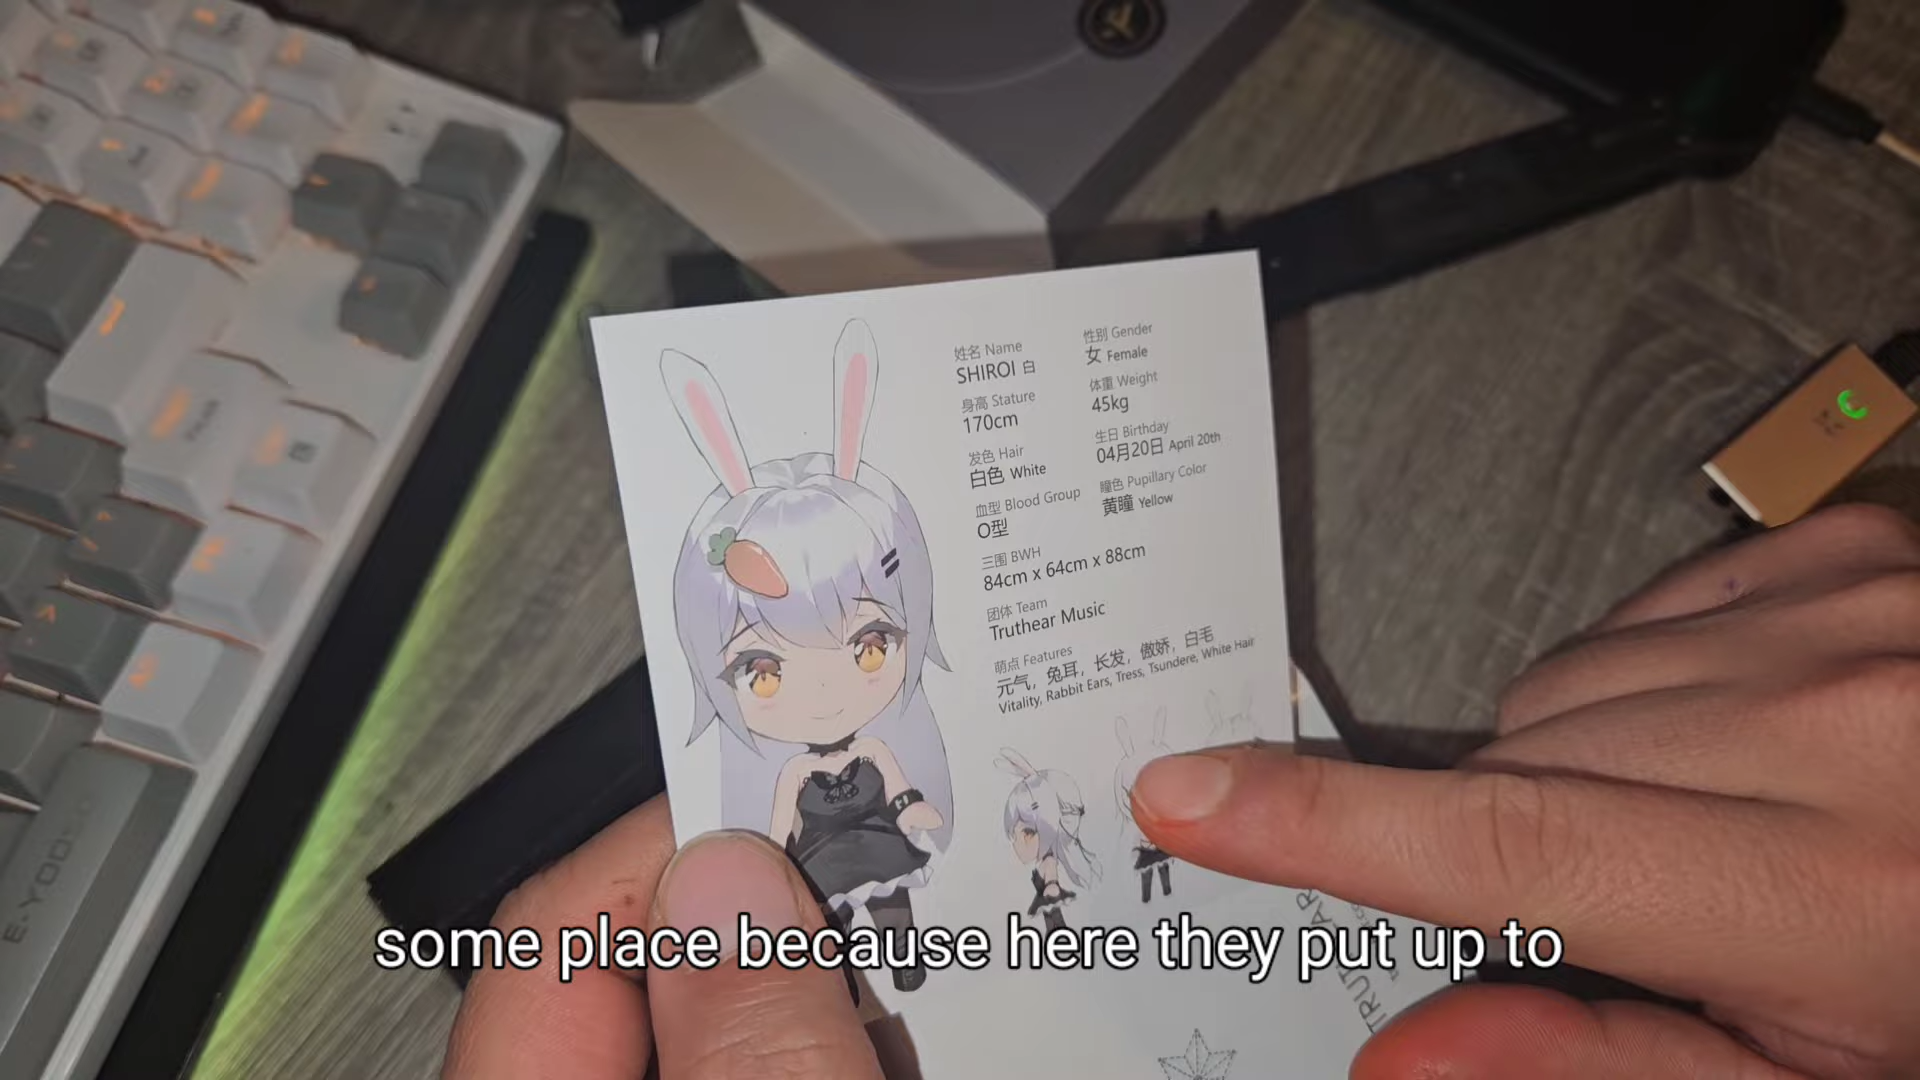 姓名 Name
SHIROI 白
性别 Gender
女 Female
身高 Stature
170cm
体重 Weight
45kg
发色 Hair
白色 White
生日 Birthday
04月20日 April 20th
血型 Blood Group
O型
瞳色 Pupillary Color
黄瞳 Yellow
三围 BWH
84cm x 64cm x 88cm
团体 Team
Truthear Music
萌点 Features
元气，兔耳，长发，傲娇，白毛
Vitality, Rabbit Ears, Tress, Tsundere, White Hair
E-YOO
some place because here they put up to